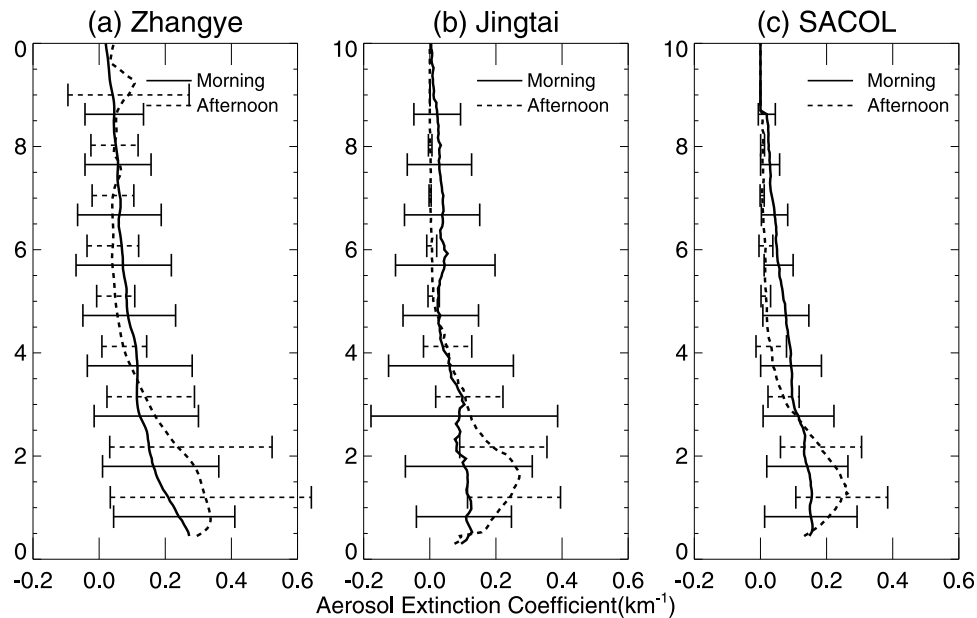 (a) Zhangye (b) Jingtai (c) SACOL
0 10 10
Morning Morning Morning
Afternoon Afternoon Afternoon
8 8 8
6 6 6
4 4 4
2 2 2
0 0 0
-0.2 0.0 0.2 0.4 0.6 -0.2 0.0 0.2 0.4 0.6 -0.2 0.0 0.2 0.4 0.6
Aerosol Extinction Coefficient(km⁻¹)